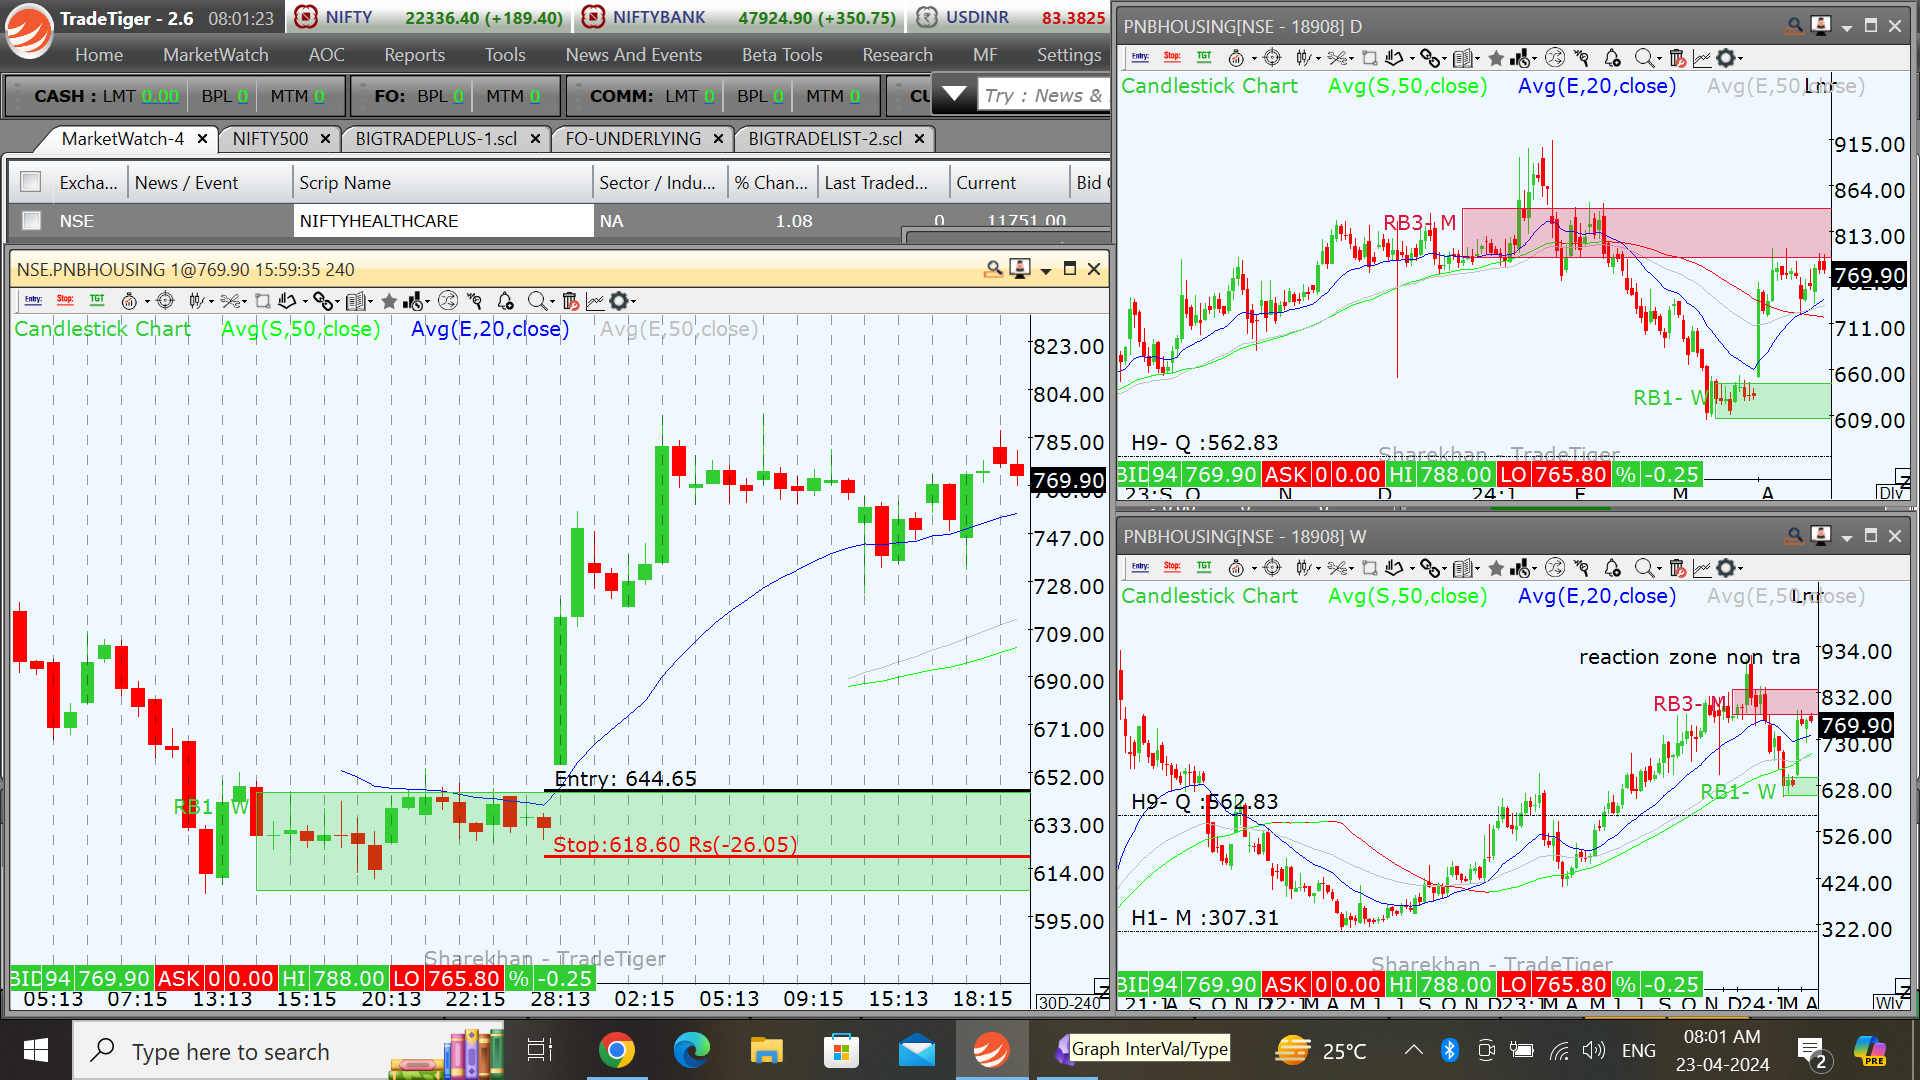 TradeTiger - 2.6 08:01:23 NIFTY 22336.40 (+189.40) NIFTYBANK 47924.90 (+350.75) USDINR 83.3825
Home MarketWatch AOC Reports Tools News And Events Beta Tools Research MF Settings
CASH : LMT 0.00 BPL 0 MTM 0 FO: BPL 0 MTM 0 COMM: LMT 0 BPL 0 MTM 0 Try : News &
MarketWatch-4 NIFTY500 BIGTRADEPLUS-1.scl FO-UNDERLYING BIGTRADELIST-2.scl
Excha... News / Event Scrip Name Sector / Indu... % Chan... Last Traded... Current Bid
NSE NIFTYHEALTHCARE NA 1.08 0 11751.00
NSE.PNBHOUSING 1@769.90 15:59:35 240
Entry: Stop: TGT
Candlestick Chart Avg(S,50,close) Avg(E,20,close) Avg(E,50,close)
823.00
804.00
785.00
769.90
747.00
728.00
709.00
690.00
671.00
652.00
633.00
614.00
595.00
Entry: 644.65
RB1- W
Stop:618.60 Rs(-26.05)
Sharekhan - TradeTiger
BID 94 769.90 ASK 0 0.00 HI 788.00 LO 765.80 % -0.25
05:13 07:15 13:13 15:15 20:13 22:15 28:13 02:15 05:13 09:15 15:13 18:15 30D-240
PNBHOUSING[NSE - 18908] D
Entry: Stop: TGT
Candlestick Chart Avg(S,50,close) Avg(E,20,close) Avg(E,50,close)
915.00
864.00
RB3- M
813.00
769.90
711.00
660.00
RB1- W
609.00
H9- Q :562.83
Sharekhan - TradeTiger
BID 94 769.90 ASK 0 0.00 HI 788.00 LO 765.80 % -0.25
23:S O N D 24:J F M A Dly
PNBHOUSING[NSE - 18908] W
Entry: Stop: TGT
Candlestick Chart Avg(S,50,close) Avg(E,20,close) Avg(E,50,close)
reaction zone non tra
934.00
RB3- M
832.00
769.90
730.00
RB1- W
628.00
H9- Q :562.83
526.00
424.00
H1- M :307.31
322.00
Sharekhan - TradeTiger
BID 94 769.90 ASK 0 0.00 HI 788.00 LO 765.80 % -0.25
Wly
Type here to search
Graph InterVal/Type
25°C
ENG
08:01 AM
23-04-2024
2
PRE